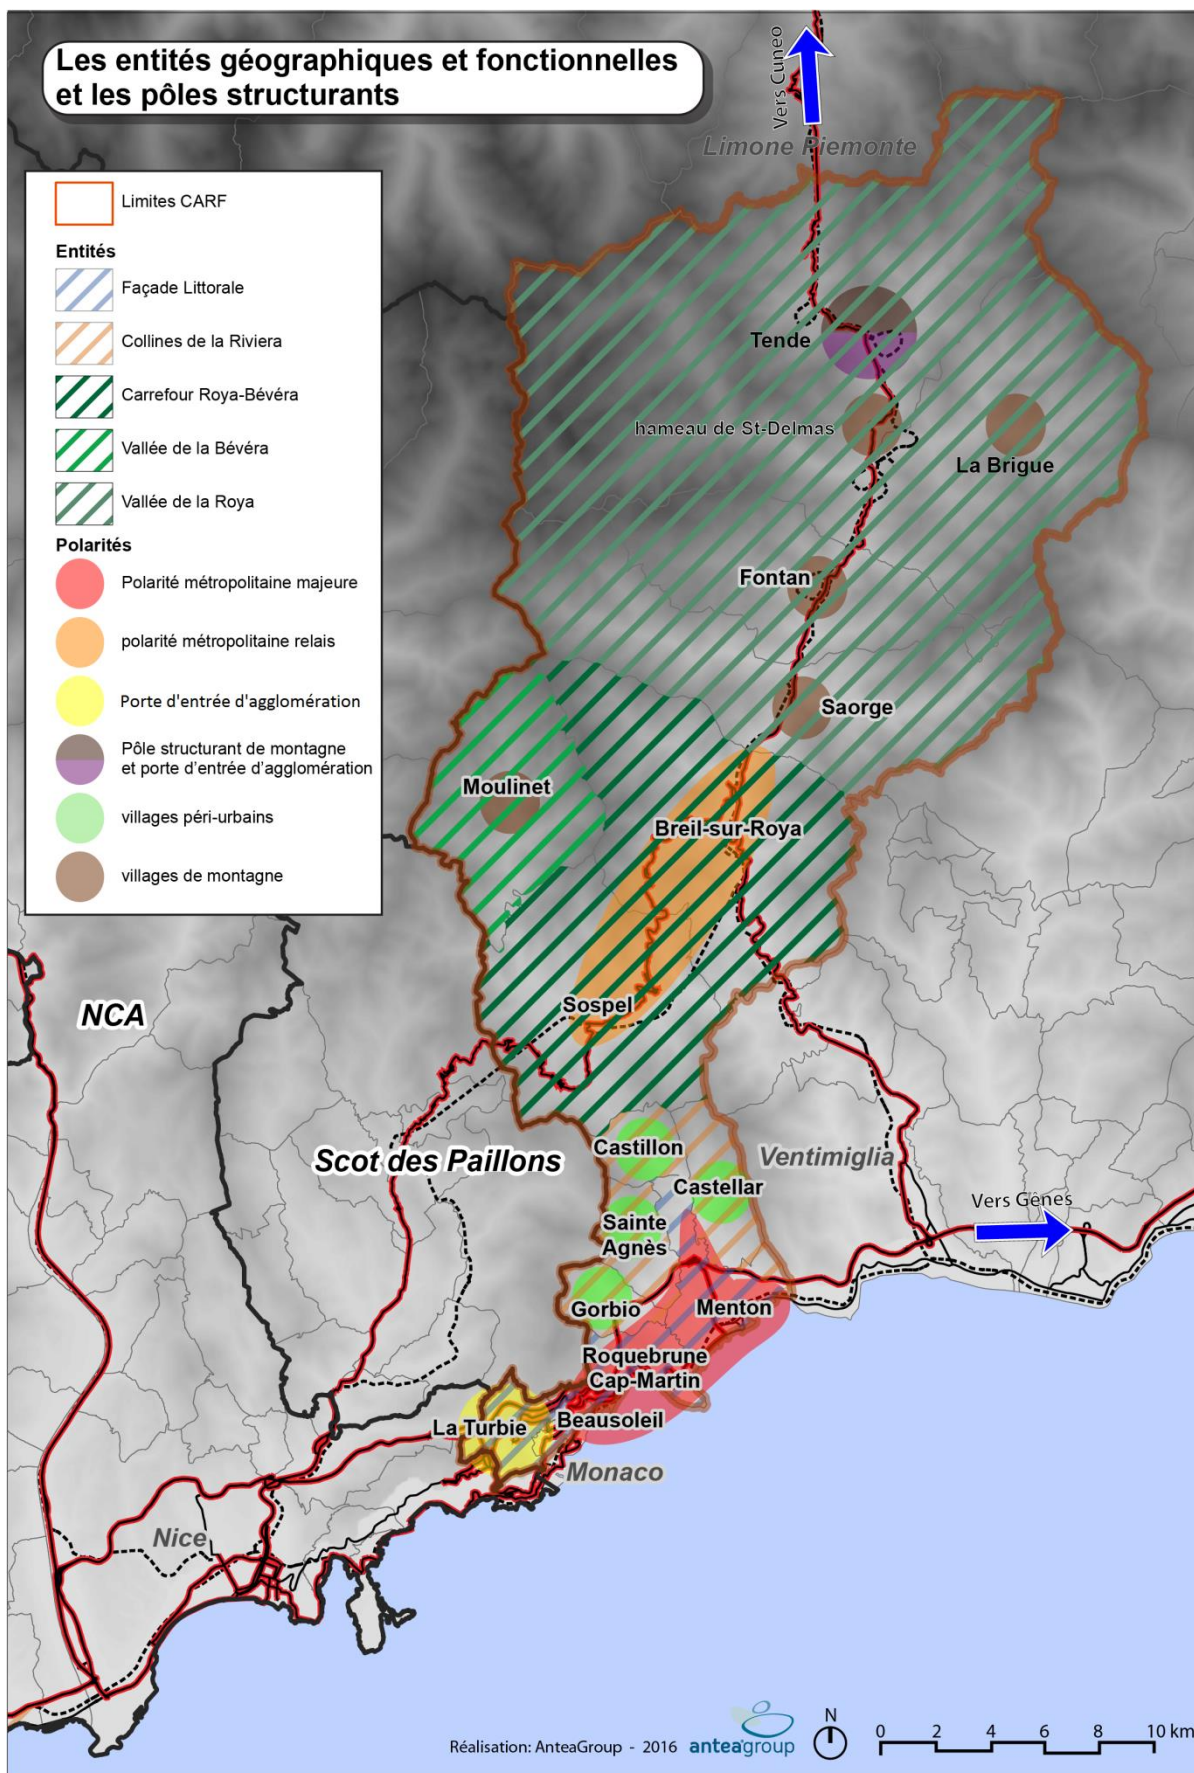 Les entités géographiques et fonctionnelles
et les pôles structurants
Vers Cuneo
Limone Piemonte
Limites CARF
Entités
Façade Littorale
Collines de la Riviera
Carrefour Roya-Bévéra
Vallée de la Bévéra
Vallée de la Roya
Polarités
Polarité métropolitaine majeure
polarité métropolitaine relais
Porte d'entrée d'agglomération
Pôle structurant de montagne
et porte d'entrée d'agglomération
villages péri-urbains
villages de montagne
Tende
hameau de St-Delmas
La Brigue
Fontan
Saorge
Moulinet
Breil-sur-Roya
Sospel
NCA
Scot des Paillons
Castillon
Ventimiglia
Castellar
Vers Gênes
Sainte
Agnès
Gorbio
Menton
Roquebrune
Cap-Martin
Beausoleil
La Turbie
Monaco
Nice
Réalisation: AnteaGroup - 2016
anteagroup
N
0 2 4 6 8 10 km